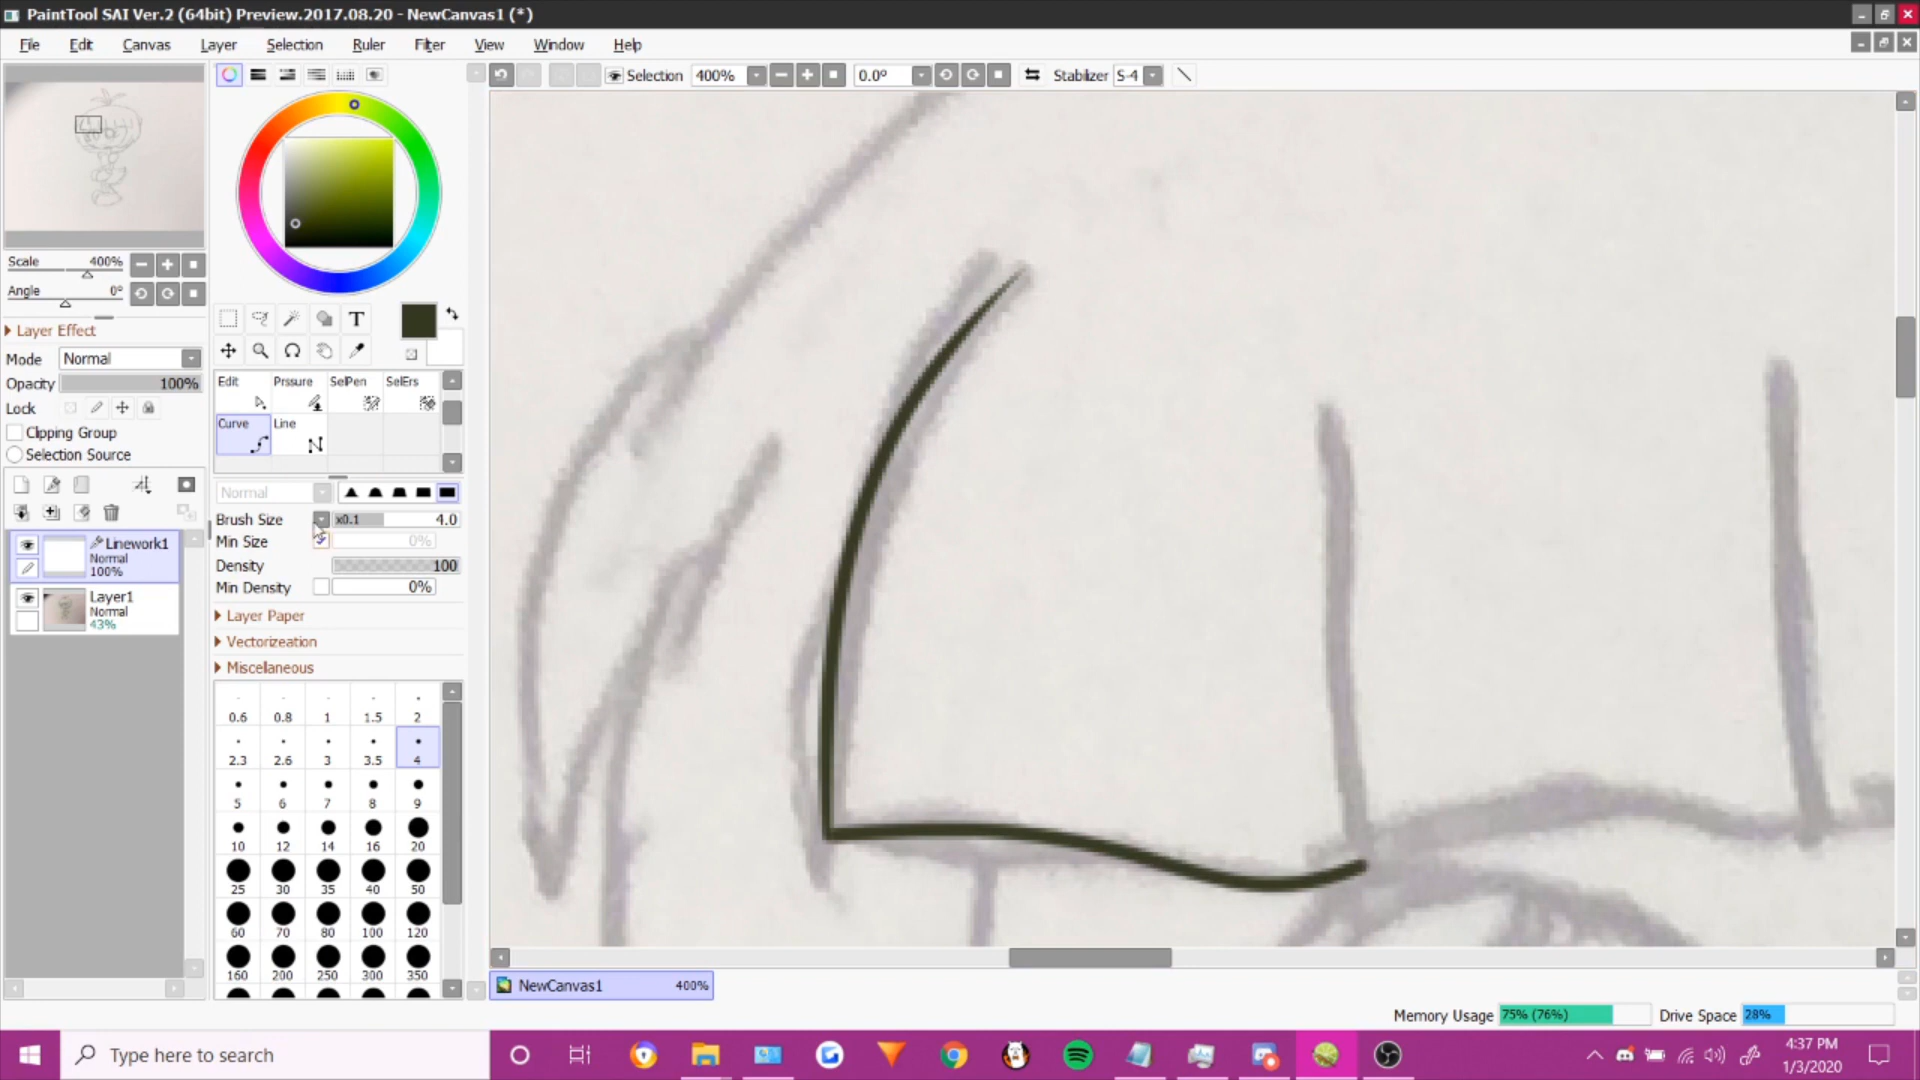 PaintTool SAI Ver.2 (64bit) Preview.2017.08.20 - NewCanvas1 (*)
File Edit Canvas Layer Selection Ruler Filter View Window Help
Selection 400% 0.0° Stabilizer S-4
Scale 400%
Angle 0°
Layer Effect
Mode Normal
Opacity 100%
Lock
Clipping Group
Selection Source
Linework1
Normal
100%
Layer1
Normal
43%
T
Edit Prssure SelPen SelErs
Curve Line
Normal
Brush Size x0.1 4.0
Min Size 0%
Density 100
Min Density 0%
Layer Paper
Vectorizeation
Miscellaneous
0.6 0.8 1 1.5 2
2.3 2.6 3 3.5 4
5 6 7 8 9
10 12 14 16 20
25 30 35 40 50
60 70 80 100 120
160 200 250 300 350
NewCanvas1 400%
Memory Usage 75% (76%) Drive Space 28%
Type here to search
4:37 PM
1/3/2020